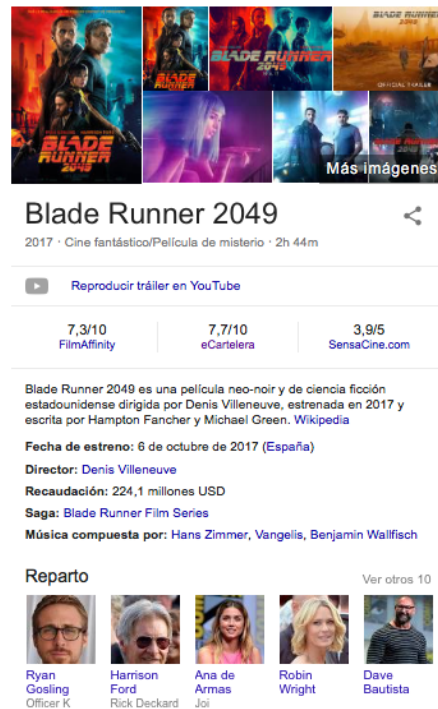 BLADE
RUNNER
2049
BLADE
RUNNER
2049
BLADE RUNNER
2049
BLADE RUNNER
2049
OFFICIAL TRAILER
Más imágenes
Blade Runner 2049
2017 · Cine fantástico/Película de misterio · 2h 44m
Reproducir tráiler en YouTube
7,3/10
FilmAffinity
7,7/10
eCartelera
3,9/5
SensaCine.com
Blade Runner 2049 es una película neo-noir y de ciencia ficción
estadounidense dirigida por Denis Villeneuve, estrenada en 2017 y
escrita por Hampton Fancher y Michael Green. Wikipedia
Fecha de estreno: 6 de octubre de 2017 (España)
Director: Denis Villeneuve
Recaudación: 224,1 millones USD
Saga: Blade Runner Film Series
Música compuesta por: Hans Zimmer, Vangelis, Benjamin Wallfisch
Reparto
Ver otros 10
Ryan
Gosling
Officer K
Harrison
Ford
Rick Deckard
Ana de
Armas
Joi
Robin
Wright
Dave
Bautista